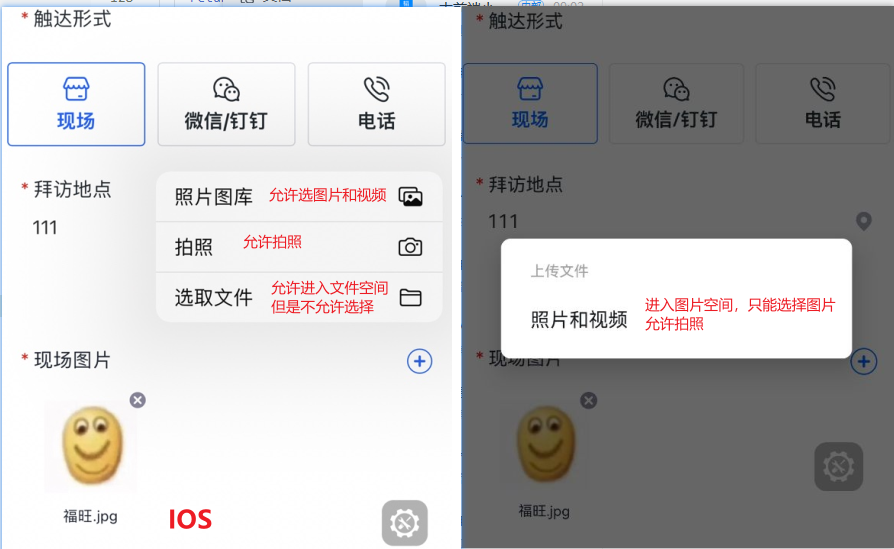 * 触达形式
现场
微信/钉钉
电话
* 拜访地点
111
照片图库 允许选图片和视频
拍照 允许拍照
选取文件 允许进入文件空间
但是不允许选择
* 现场图片
福旺.jpg
IOS
* 触达形式
现场
微信/钉钉
电话
* 拜访地点
111
上传文件
照片和视频 进入图片空间，只能选择图片
允许拍照
* 现场图片
福旺.jpg